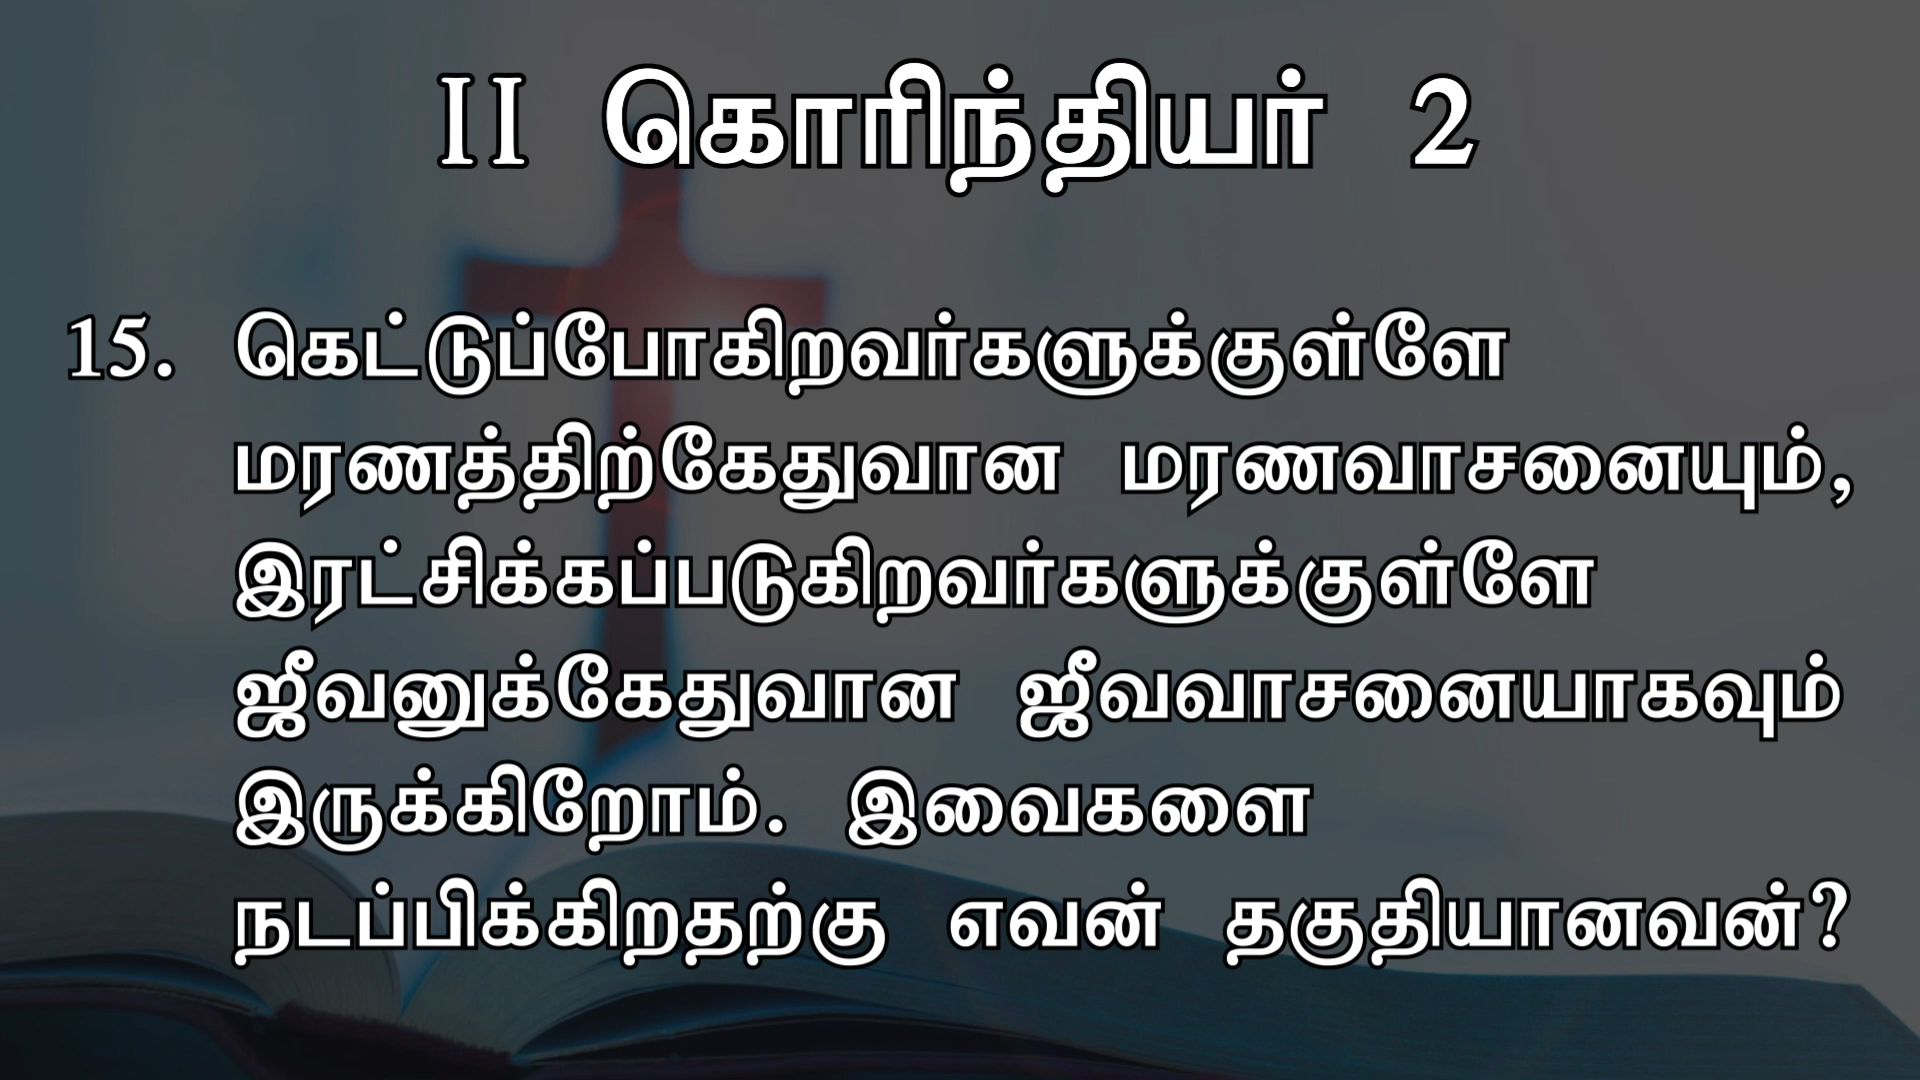 II கொரிந்தியர் 2
15. கெட்டுப்போகிறவர்களுக்குள்ளே
மரணத்திற்கேதுவான மரணவாசனையும்,
இரட்சிக்கப்படுகிறவர்களுக்குள்ளே
ஜீவனுக்கேதுவான ஜீவவாசனையாகவும்
இருக்கிறோம். இவைகளை
நடப்பிக்கிறதற்கு எவன் தகுதியானவன்?